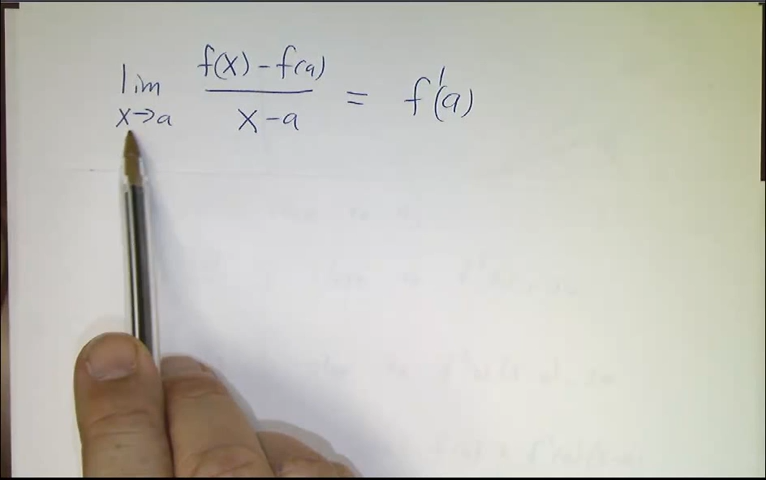 lim f(x) - f(a) = f'(a)
x→a x - a